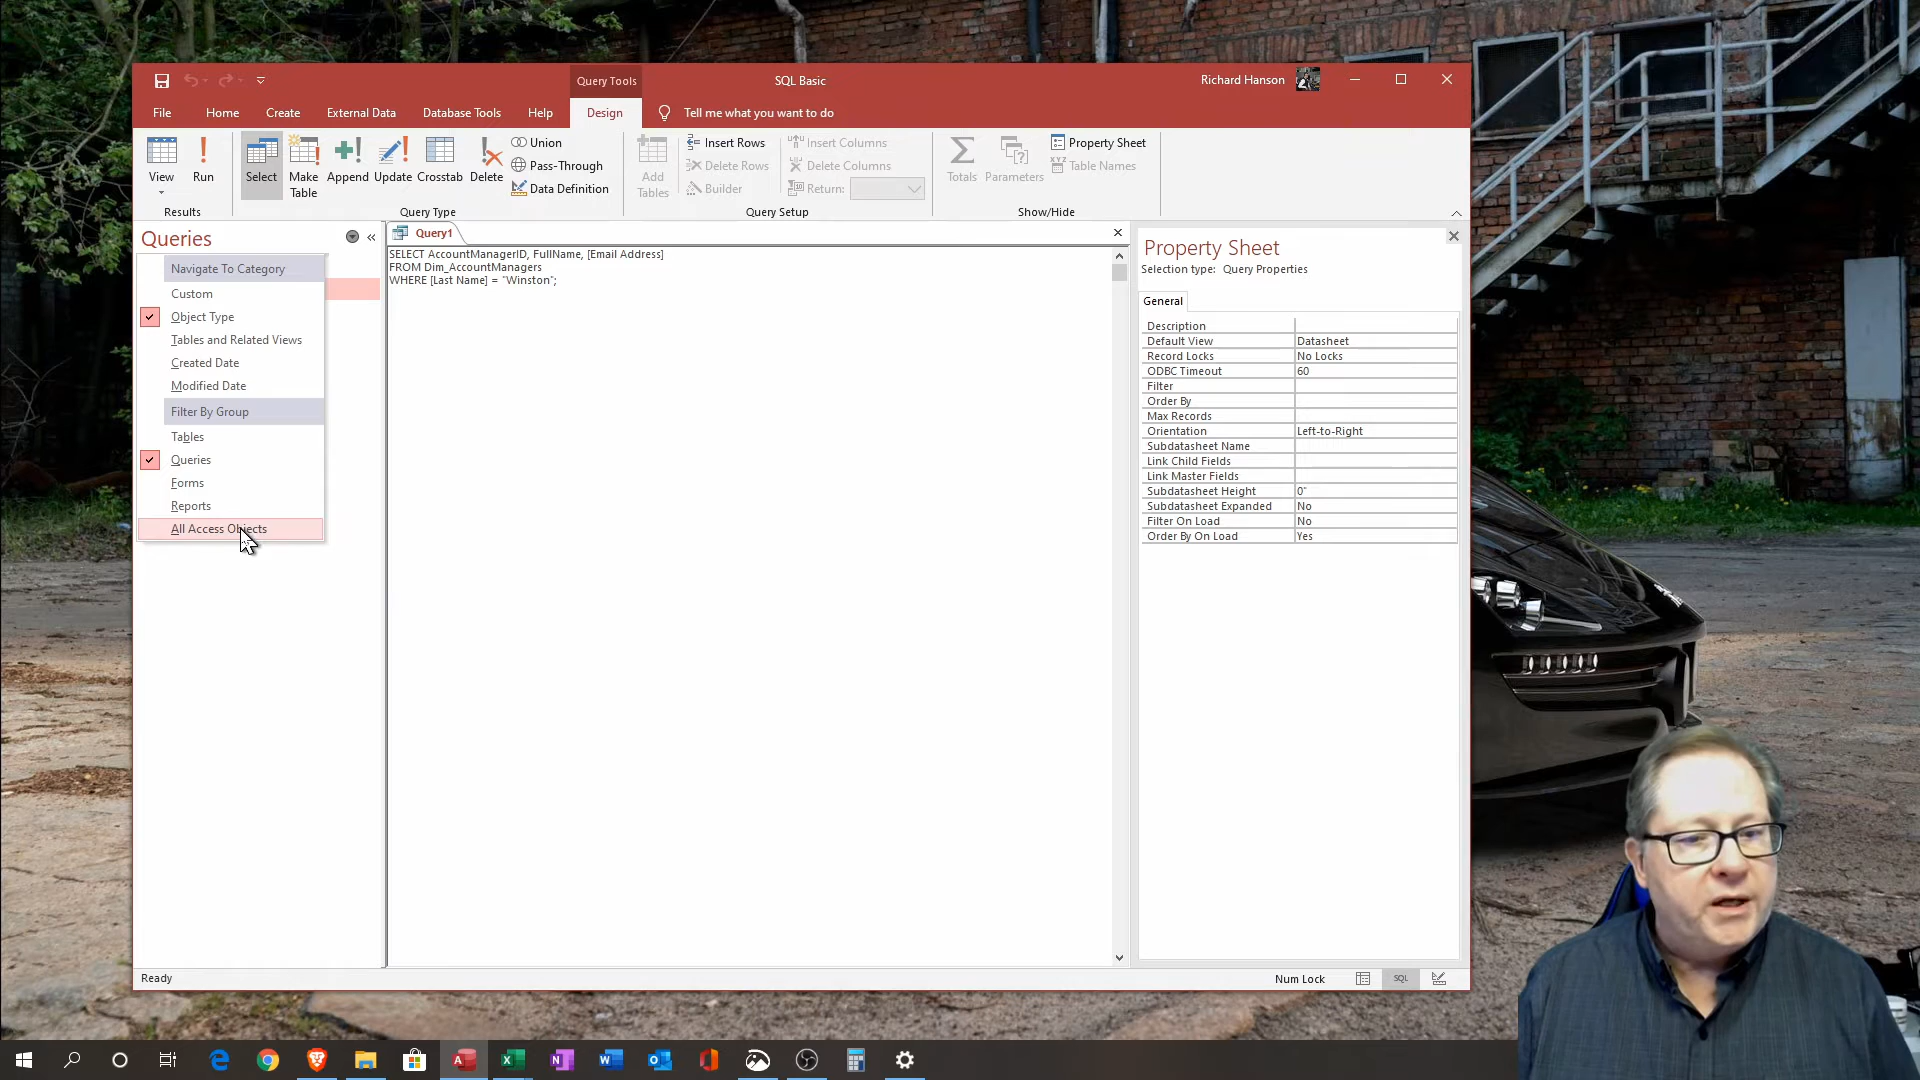 Query Tools
SQL Basic
Richard Hanson
File
Home
Create
External Data
Database Tools
Help
Design
Tell me what you want to do
View
Run
Results
Select
Make
Table
Append
Update
Crosstab
Delete
Union
Pass-Through
Data Definition
Query Type
Add
Tables
Insert Rows
Delete Rows
Builder
Insert Columns
Delete Columns
Return:
Query Setup
Totals
Parameters
Property Sheet
XYZ Table Names
Show/Hide
Queries
Navigate To Category
Custom
Object Type
Tables and Related Views
Created Date
Modified Date
Filter By Group
Tables
Queries
Forms
Reports
All Access Objects
Query1
SELECT AccountManagerID, FullName, [Email Address]
FROM Dim_AccountManagers
WHERE [Last Name] = "Winston";
Property Sheet
Selection type: Query Properties
General
Description
Default View Datasheet
Record Locks No Locks
ODBC Timeout 60
Filter
Order By
Max Records
Orientation Left-to-Right
Subdatasheet Name
Link Child Fields
Link Master Fields
Subdatasheet Height 0"
Subdatasheet Expanded No
Filter On Load No
Order By On Load Yes
Ready
Num Lock
SQL